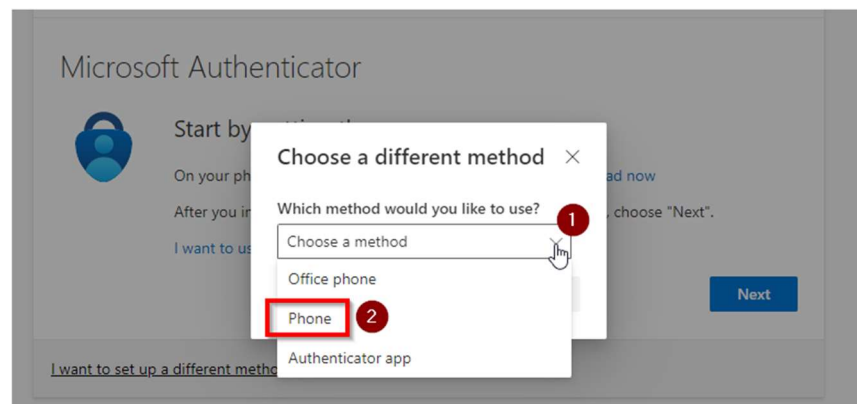 Microsoft Authenticator
Start by
On your ph
ad now
After you in
, choose "Next".
I want to us
Choose a different method
Which method would you like to use?
1
Choose a method
Office phone
Phone
2
Authenticator app
Next
I want to set up a different metho